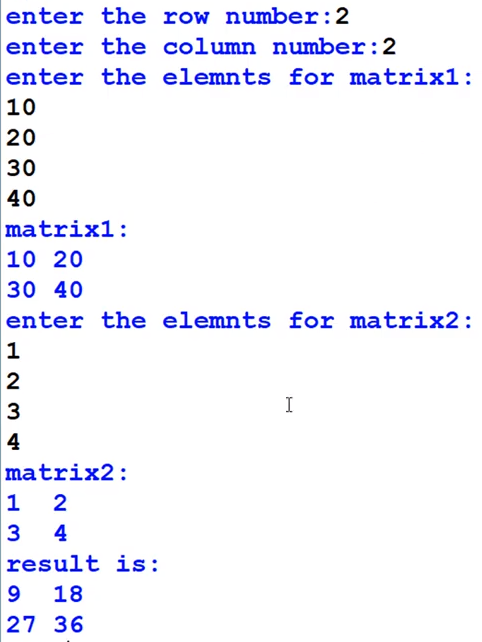 enter the row number:2
enter the column number:2
enter the elemnts for matrix1:
10
20
30
40
matrix1:
10 20
30 40
enter the elemnts for matrix2:
1
2
3
4
matrix2:
1  2
3  4
result is:
9  18
27 36